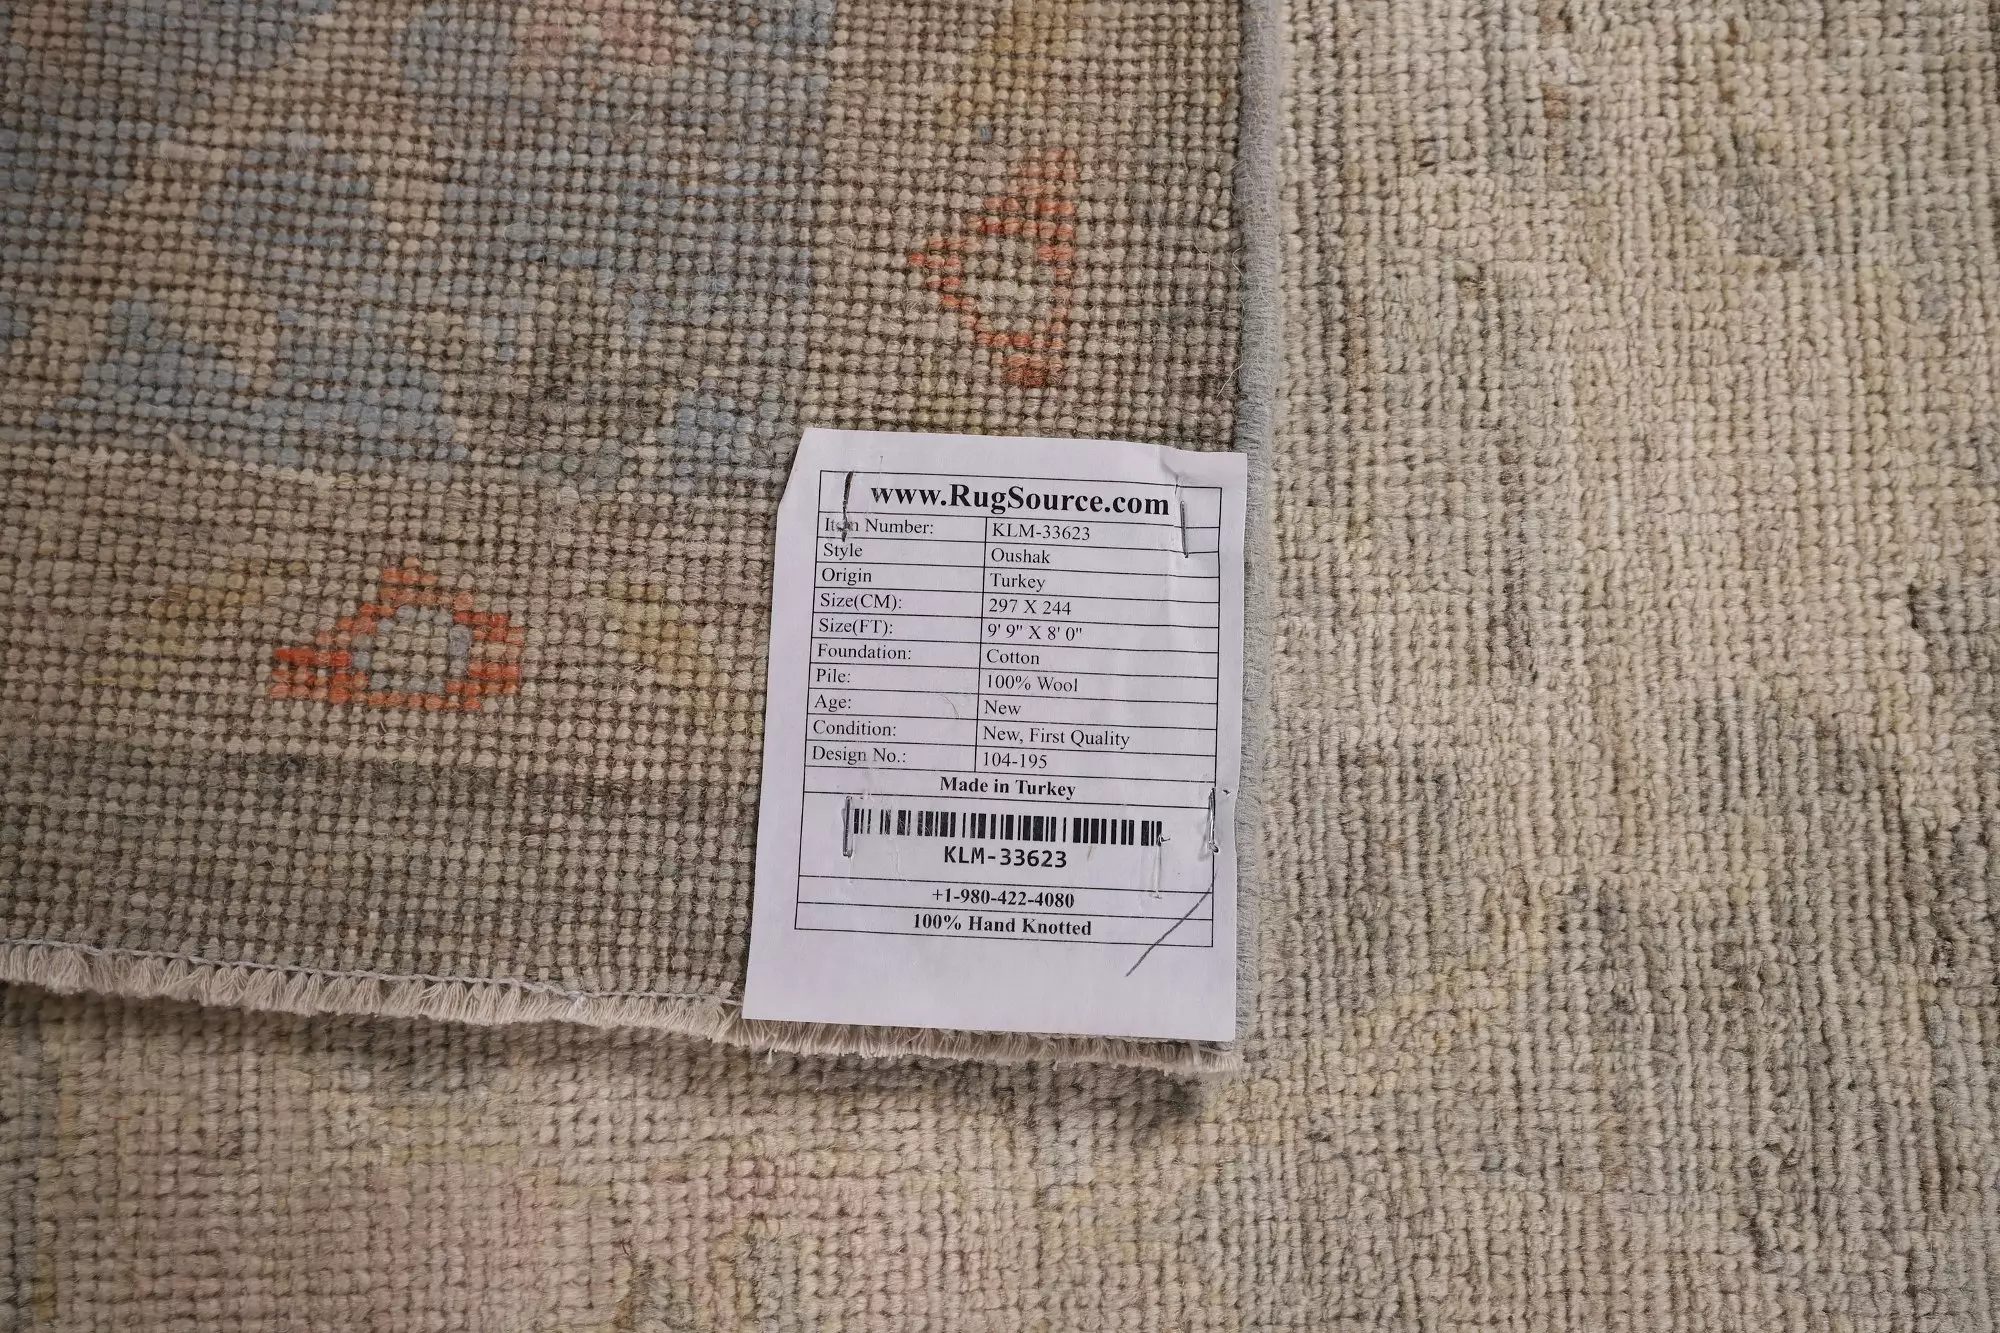 www.RugSource.com
Item Number: KLM-33623
Style Oushak
Origin Turkey
Size(CM): 297 X 244
Size(FT): 9' 9" X 8' 0"
Foundation: Cotton
Pile: 100% Wool
Age: New
Condition: New, First Quality
Design No.: 104-195
Made in Turkey
KLM-33623
+1-980-422-4080
100% Hand Knotted